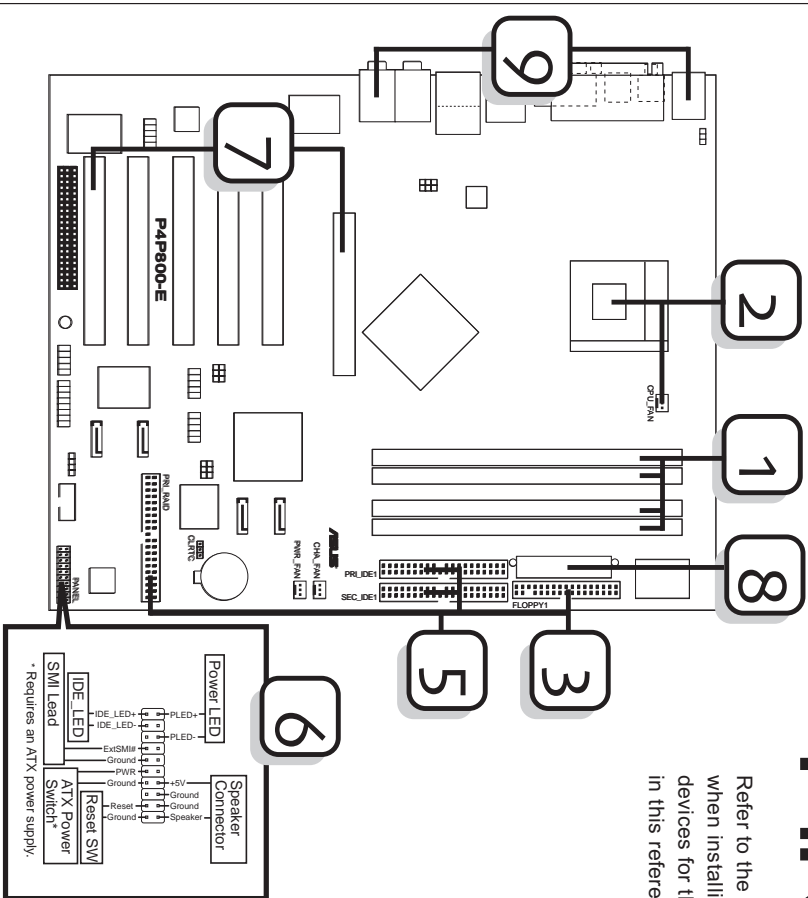 Refer to the
when installi
devices for th
in this refere
9
7
2
1
8
5
3
6
P4P800-E
CPU_FAN
PRI_RAID
CLRTC
PWR_FAN
CHA_FAN
ASUS
PRI_IDE1
SEC_IDE1
FLOPPY1
PANEL
Power LED
Speaker
Connector
PLED+
PLED-
+5V
Ground
Ground
Speaker
IDE_LED+
IDE_LED-
ExtSMI#
Ground
PWR
Ground
Reset
Ground
IDE_LED
Reset SW
SMI Lead
ATX Power
Switch*
* Requires an ATX power supply.